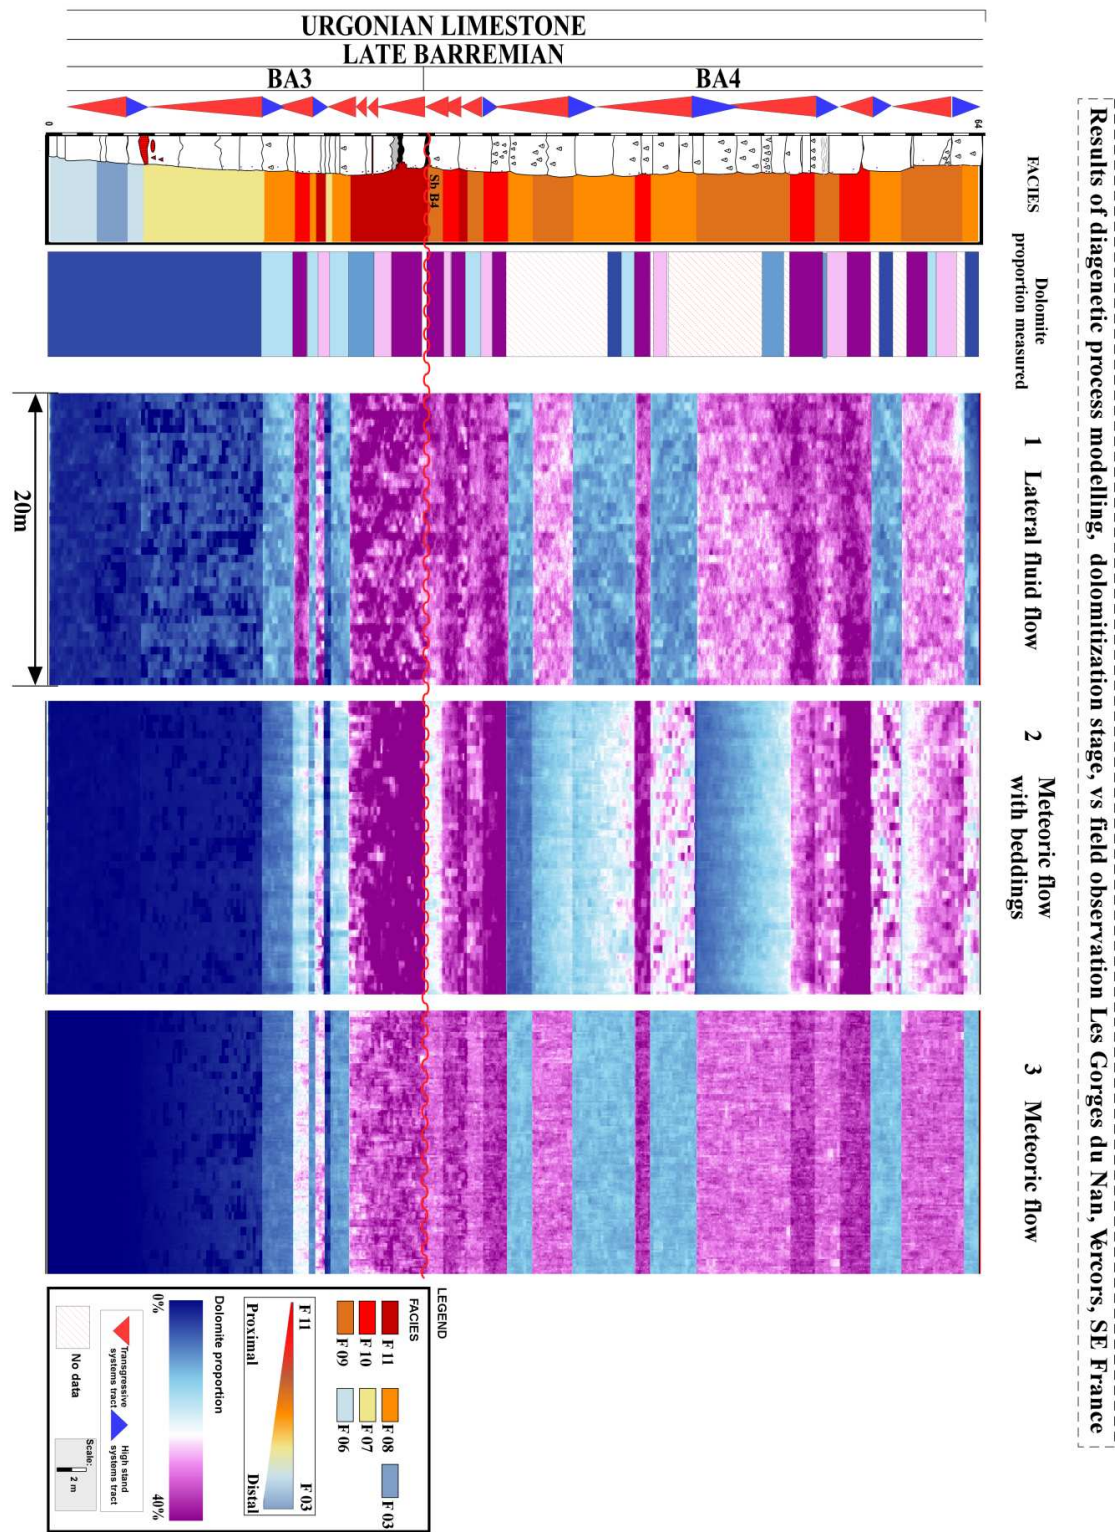 Results of diagenetic process modelling, dolomitization stage, vs field observation Les Gorges du Nan, Vercors, SE France
URGONIAN LIMESTONE
LATE BARREMIAN
BA3
BA4
0
64
FACIES
Sb B4
Dolomite
proportion measured
1 Lateral fluid flow
20m
2 Meteoric flow
with beddings
3 Meteoric flow
LEGEND
FACIES
F 11
F 10
F 09
F 08
F 07
F 06
F 03
F 11
F 03
Proximal
Distal
Dolomite proportion
0%
40%
Transgressive
systems tract
High stand
systems tract
No data
Scale:
2 m